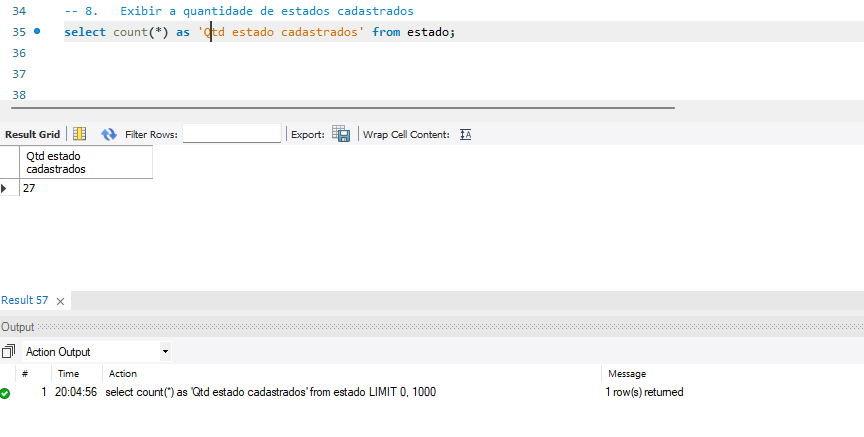 34 -- 8. Exibir a quantidade de estados cadastrados
35 select count(*) as 'Qtd estado cadastrados' from estado;
36
37
38
Result Grid Filter Rows: Export: Wrap Cell Content: IA
Qtd estado
cadastrados
27
Result 57 ×
Output
Action Output
# Time Action Message
1 20:04:56 select count(*) as 'Qtd estado cadastrados' from estado LIMIT 0, 1000 1 row(s) returned